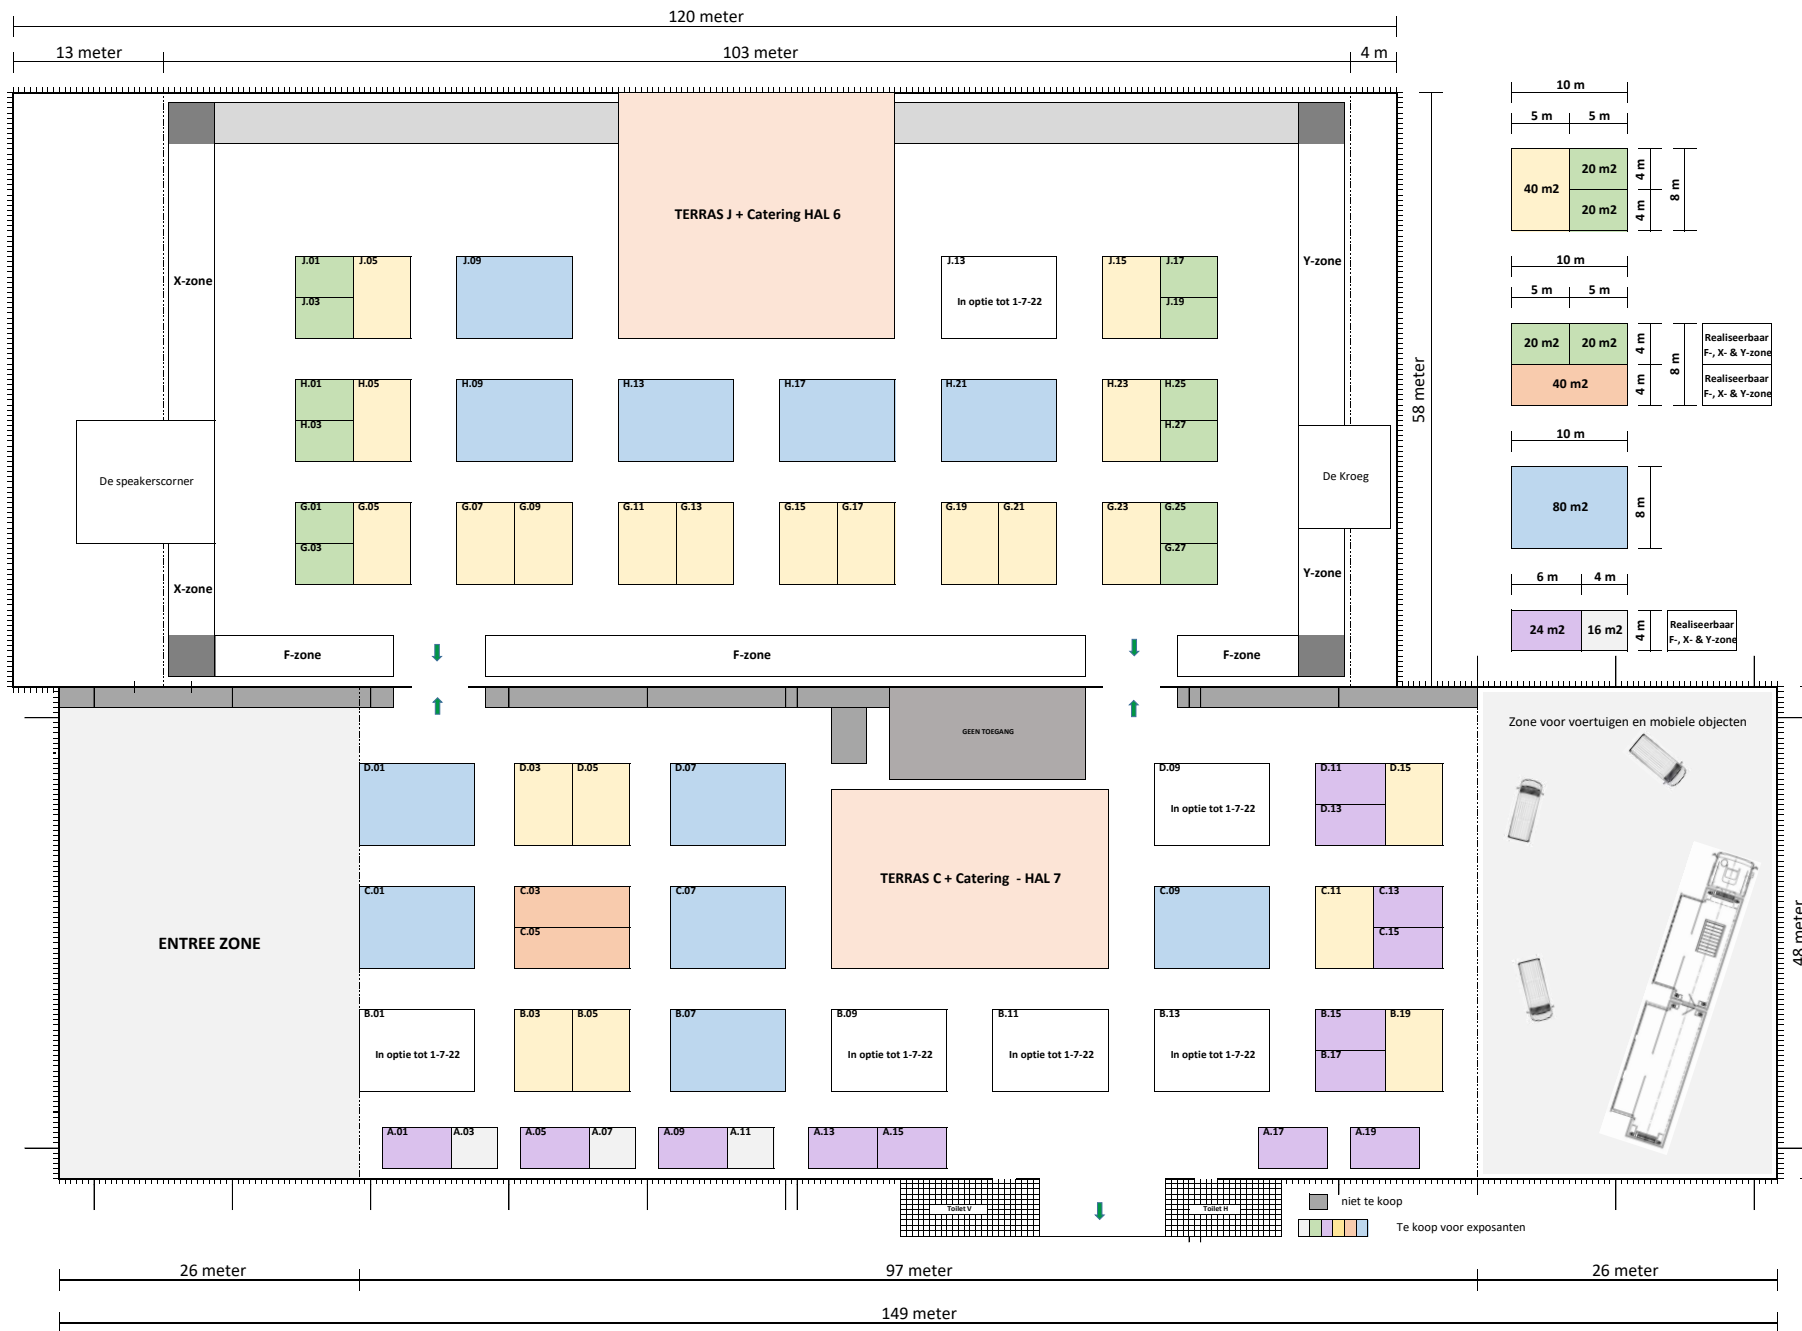 120 meter
13 meter
103 meter
4 m
TERRAS J + Catering HAL 6
X-zone
Y-zone
J.01
J.05
J.09
J.13
J.15
J.17
J.03
In optie tot 1-7-22
J.19
H.01
H.05
H.09
H.13
H.17
H.21
H.23
H.25
H.03
H.27
De speakerscorner
De Kroeg
58 meter
G.01
G.05
G.07
G.09
G.11
G.13
G.15
G.17
G.19
G.21
G.23
G.25
G.03
G.27
X-zone
Y-zone
F-zone
F-zone
F-zone
10 m
5 m
5 m
40 m2
20 m2
20 m2
4 m
4 m
8 m
10 m
5 m
5 m
20 m2
20 m2
40 m2
4 m
4 m
8 m
Realiseerbaar
F-, X- & Y-zone
Realiseerbaar
F-, X- & Y-zone
10 m
80 m2
8 m
6 m
4 m
24 m2
16 m2
4 m
Realiseerbaar
F-, X- & Y-zone
GEEN TOEGANG
Zone voor voertuigen en mobiele objecten
D.01
D.03
D.05
D.07
D.09
D.11
D.15
In optie tot 1-7-22
D.13
TERRAS C + Catering - HAL 7
C.01
C.03
C.07
C.09
C.11
C.13
C.05
C.15
ENTREE ZONE
48 meter
B.01
B.03
B.05
B.07
B.09
B.11
B.13
B.15
B.19
In optie tot 1-7-22
In optie tot 1-7-22
In optie tot 1-7-22
In optie tot 1-7-22
B.17
A.01
A.03
A.05
A.07
A.09
A.11
A.13
A.15
A.17
A.19
Toilet V
Toilet H
niet te koop
Te koop voor exposanten
26 meter
97 meter
26 meter
149 meter